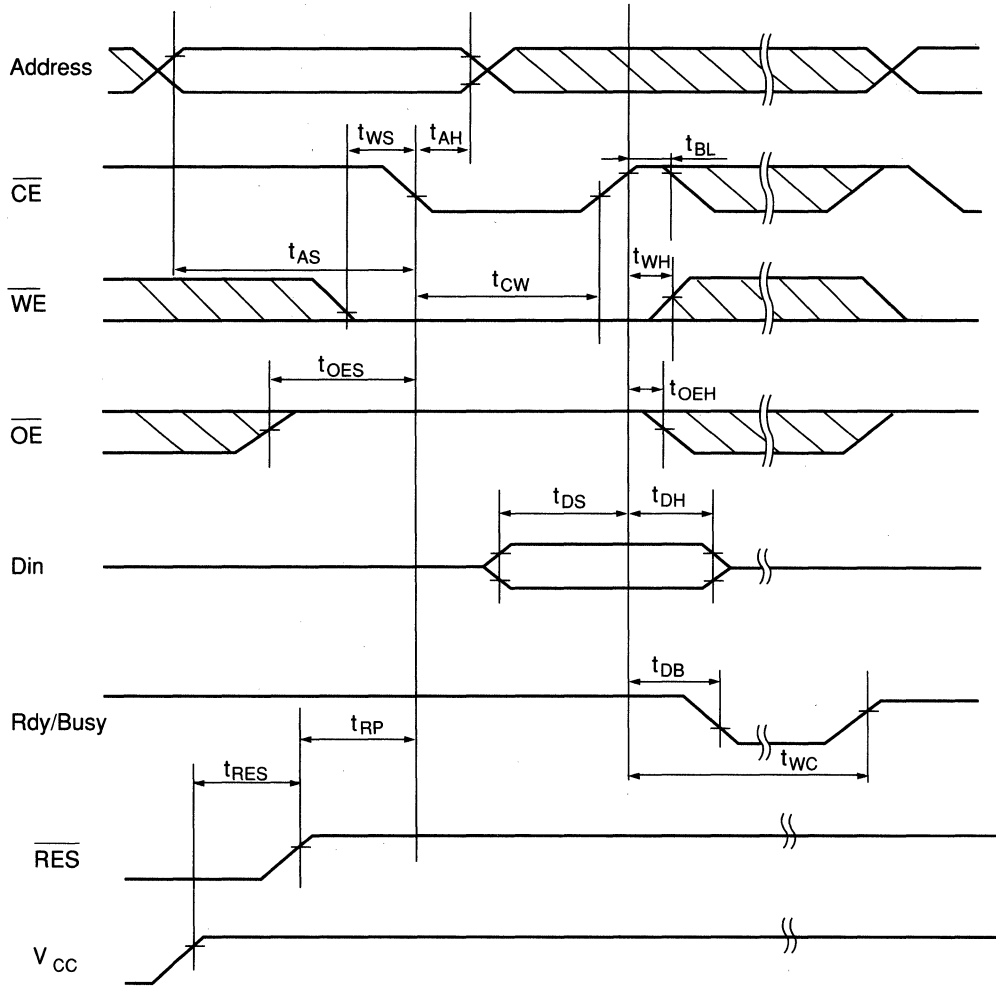 Address
tWS
tAH
tBL
CE
tAS
tWH
WE
tCW
tOES
tOEH
OE
tDS
tDH
Din
tDB
Rdy/Busy
tRP
tWC
tRES
RES
VCC